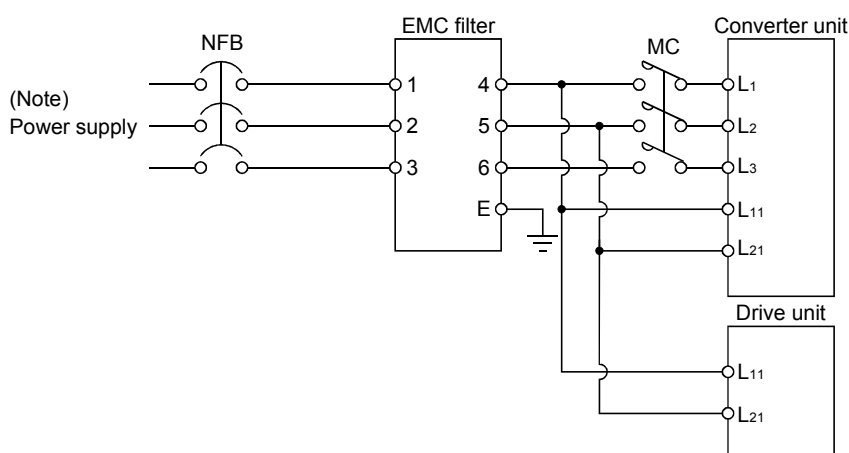 EMC filter
Converter unit
NFB
MC
(Note)
Power supply
1
2
3
4
5
6
E
L1
L2
L3
L11
L21
Drive unit
L11
L21